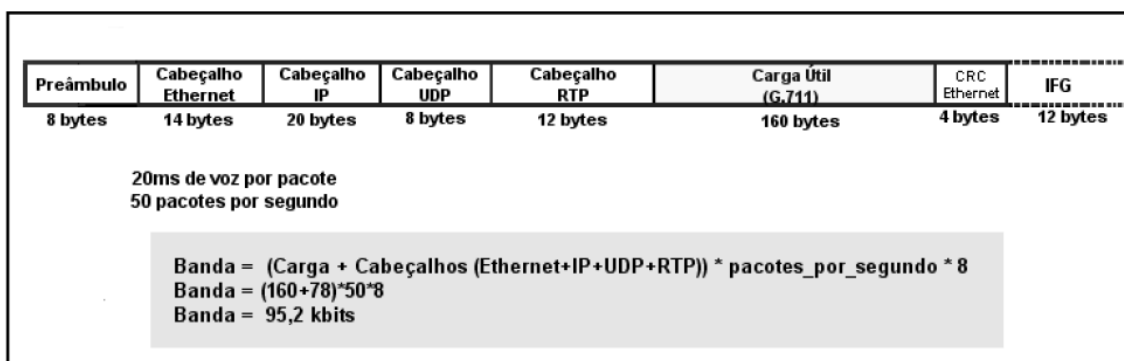 Preâmbulo
Cabeçalho Ethernet
Cabeçalho IP
Cabeçalho UDP
Cabeçalho RTP
Carga Útil (G.711)
CRC Ethernet
IFG
8 bytes
14 bytes
20 bytes
8 bytes
12 bytes
160 bytes
4 bytes
12 bytes
20ms de voz por pacote
50 pacotes por segundo
Banda = (Carga + Cabeçalhos (Ethernet+IP+UDP+RTP)) * pacotes_por_segundo * 8
Banda = (160+78)*50*8
Banda = 95,2 kbits